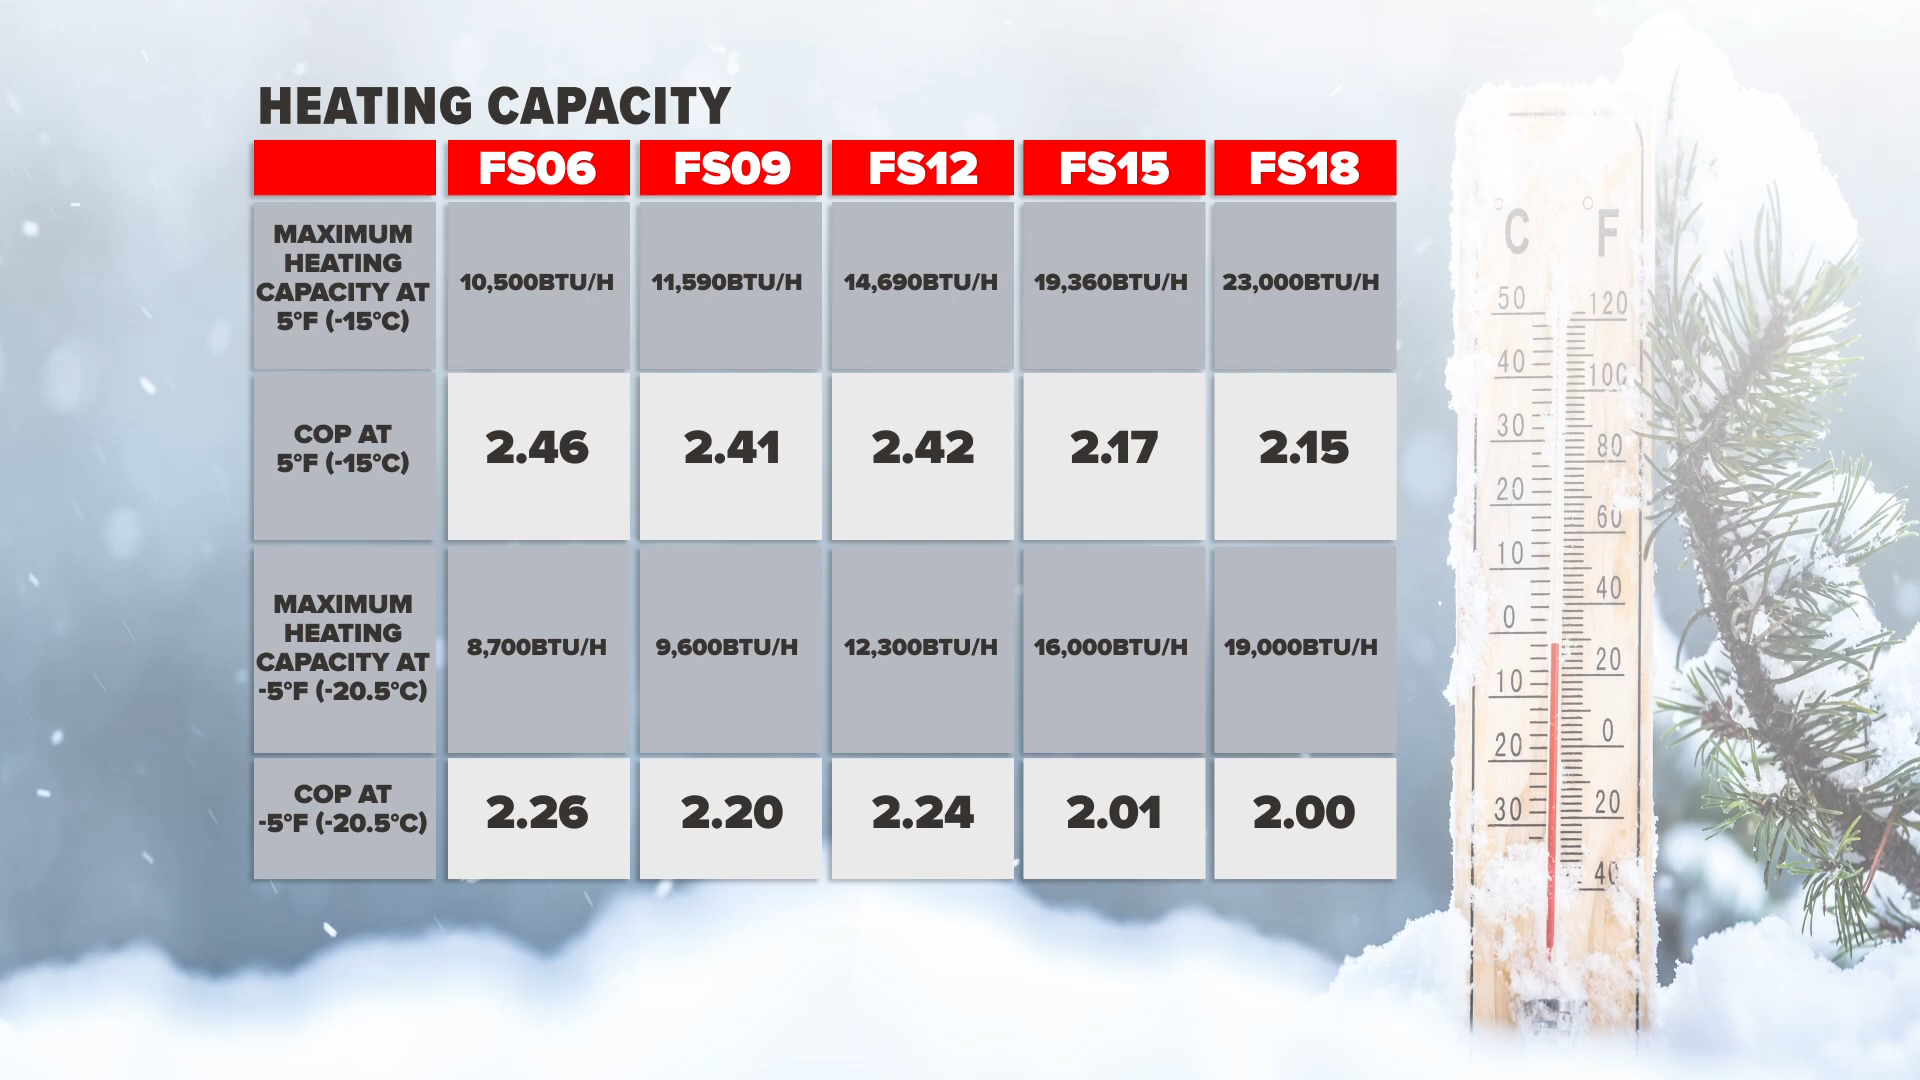 HEATING CAPACITY
FS06 FS09 FS12 FS15 FS18
MAXIMUM
HEATING
CAPACITY AT
5°F (-15°C)
10,500BTU/H 11,590BTU/H 14,690BTU/H 19,360BTU/H 23,000BTU/H
COP AT
5°F (-15°C)
2.46 2.41 2.42 2.17 2.15
MAXIMUM
HEATING
CAPACITY AT
-5°F (-20.5°C)
8,700BTU/H 9,600BTU/H 12,300BTU/H 16,000BTU/H 19,000BTU/H
COP AT
-5°F (-20.5°C)
2.26 2.20 2.24 2.01 2.00
°C °F
50 120
40 100
30 80
20 60
10 40
0 20
10 0
20 20
30 40